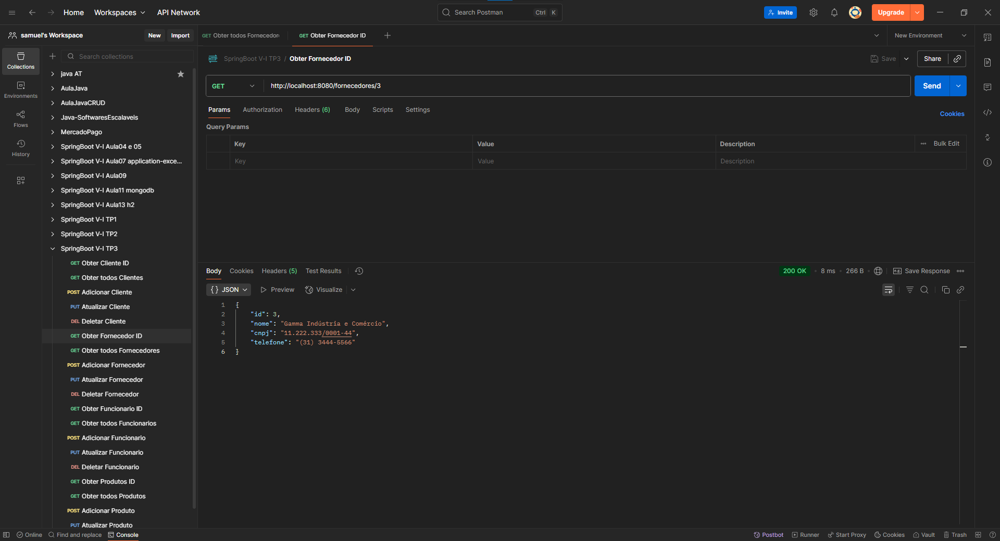 Home Workspaces API Network Search Postman Ctrl K Invite Upgrade
samuel's Workspace New Import GET Obter todos Fornecedor GET Obter Fornecedor ID New Environment
Collections
Environments
Flows
History
Search collections
java AT
AulaJava
AulaJavaCRUD
Java-SoftwaresEscalaveis
MercadoPago
SpringBoot V-I Aula04 e 05
SpringBoot V-I Aula07 application-exce...
SpringBoot V-I Aula09
SpringBoot V-I Aula11 mongodb
SpringBoot V-I Aula13 h2
SpringBoot V-I TP1
SpringBoot V-I TP2
SpringBoot V-I TP3
GET Obter Cliente ID
GET Obter todos Clientes
POST Adicionar Cliente
PUT Atualizar Cliente
DEL Deletar Cliente
GET Obter Fornecedor ID
GET Obter todos Fornecedores
POST Adicionar Fornecedor
PUT Atualizar Fornecedor
DEL Deletar Fornecedor
GET Obter Funcionario ID
GET Obter todos Funcionarios
POST Adicionar Funcionario
PUT Atualizar Funcionario
DEL Deletar Funcionario
GET Obter Produtos ID
GET Obter todos Produtos
POST Adicionar Produto
PUT Atualizar Produto
HTTP SpringBoot V-I TP3 / Obter Fornecedor ID Save Share
GET http://localhost:8080/fornecedores/3 Send
Params Authorization Headers (6) Body Scripts Settings Cookies
Query Params
Key Value Description Bulk Edit
Key Value Description
Body Cookies Headers (5) Test Results 200 OK • 8 ms • 266 B e.g. Save Response
{} JSON Preview Visualize
1 {
2 "id": 3,
3 "nome": "Gamma Indústria e Comércio",
4 "cnpj": "11.222.333/0001-44",
5 "telefone": "(31) 3444-5566"
6 }
Online Find and replace Console Postbot Runner Start Proxy Cookies Vault Trash